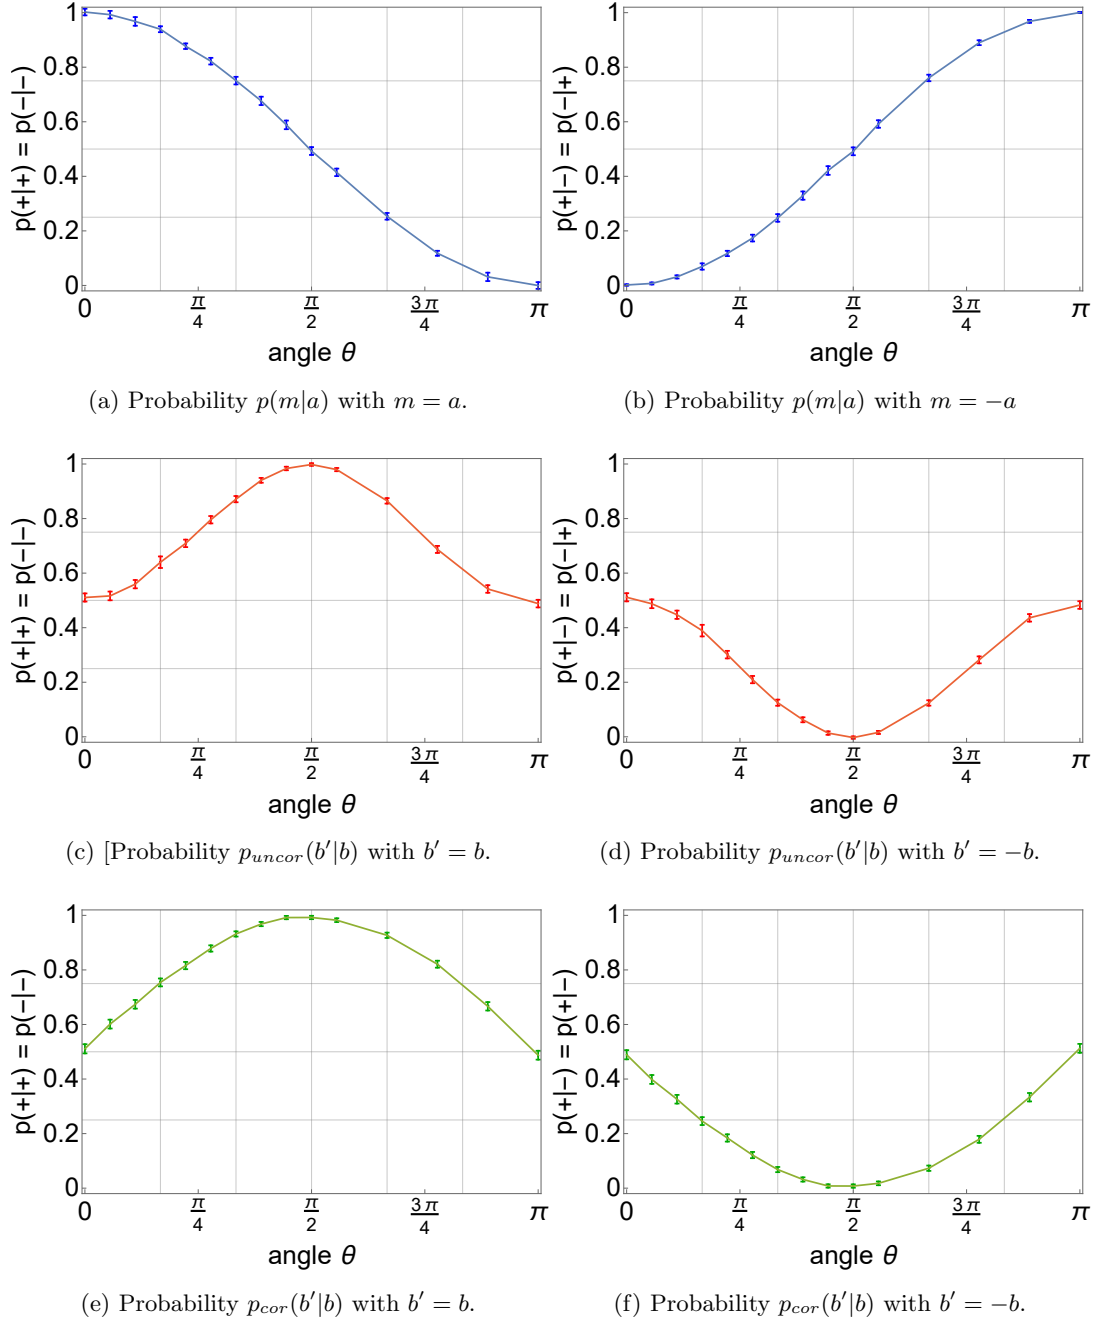 p(+|+) = p(−|−)
1
0.8
0.6
0.4
0.2
0
0 π/4 π/2 3π/4 π
angle θ
(a) Probability p(m|a) with m = a.
p(+|−) = p(−|+)
1
0.8
0.6
0.4
0.2
0
0 π/4 π/2 3π/4 π
angle θ
(b) Probability p(m|a) with m = −a
p(+|+) = p(−|−)
1
0.8
0.6
0.4
0.2
0
0 π/4 π/2 3π/4 π
angle θ
(c) [Probability p_uncor(b′|b) with b′ = b.
p(+|−) = p(−|+)
1
0.8
0.6
0.4
0.2
0
0 π/4 π/2 3π/4 π
angle θ
(d) Probability p_uncor(b′|b) with b′ = −b.
p(+|+) = p(−|−)
1
0.8
0.6
0.4
0.2
0
0 π/4 π/2 3π/4 π
angle θ
(e) Probability p_cor(b′|b) with b′ = b.
p(+|−) = p(+|−)
1
0.8
0.6
0.4
0.2
0
0 π/4 π/2 3π/4 π
angle θ
(f) Probability p_cor(b′|b) with b′ = −b.